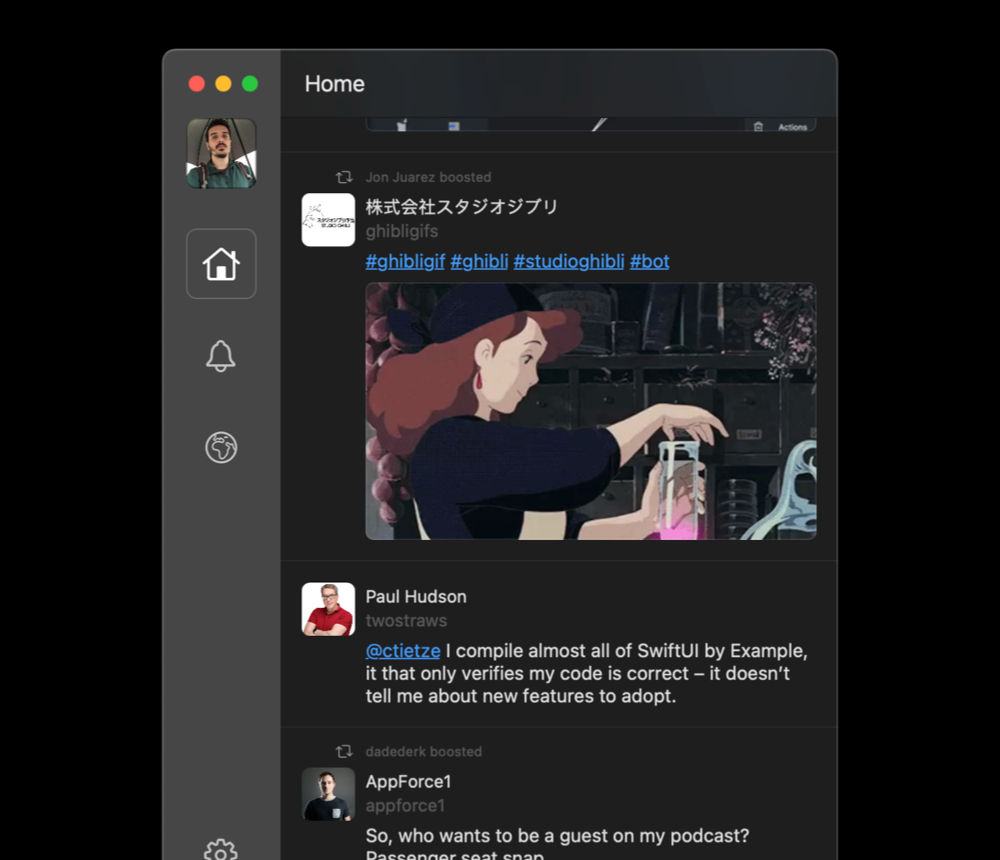 Home
Actions
Jon Juarez boosted
株式会社スタジオジブリ
ghibligifs
#ghibligif #ghibli #studioghibli #bot
Paul Hudson
twostraws
@ctietze I compile almost all of SwiftUI by Example,
it that only verifies my code is correct – it doesn’t
tell me about new features to adopt.
dadederk boosted
AppForce1
appforce1
So, who wants to be a guest on my podcast?
Passenger seat snap